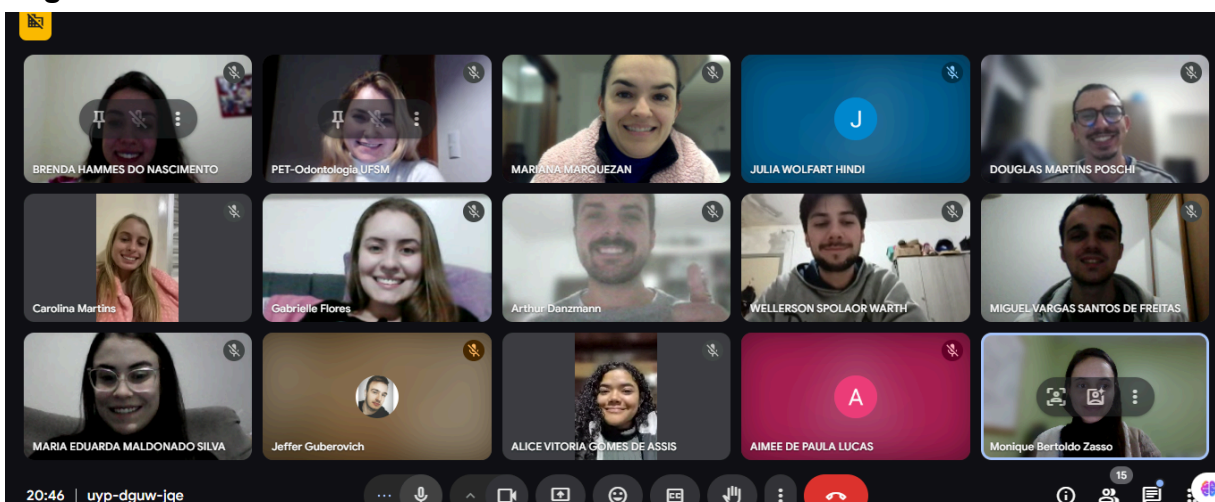 BRENDA HAMMES DO NASCIMENTO
PET-Odontologia UFSM
MARIANA MARQUEZAN
J
JULIA WOLFART HINDI
DOUGLAS MARTINS POSCHI
Carolina Martins
Gabrielle Flores
Arthur Danzmann
WELLERSON SPOLAOR WARTH
MIGUEL VARGAS SANTOS DE FREITAS
MARIA EDUARDA MALDONADO SILVA
Jeffer Guberovich
ALICE VITORIA GOMES DE ASSIS
A
AIMEE DE PAULA LUCAS
Monique Bertoldo Zasso
20:46 | uyp-dguw-jqe
CC
15